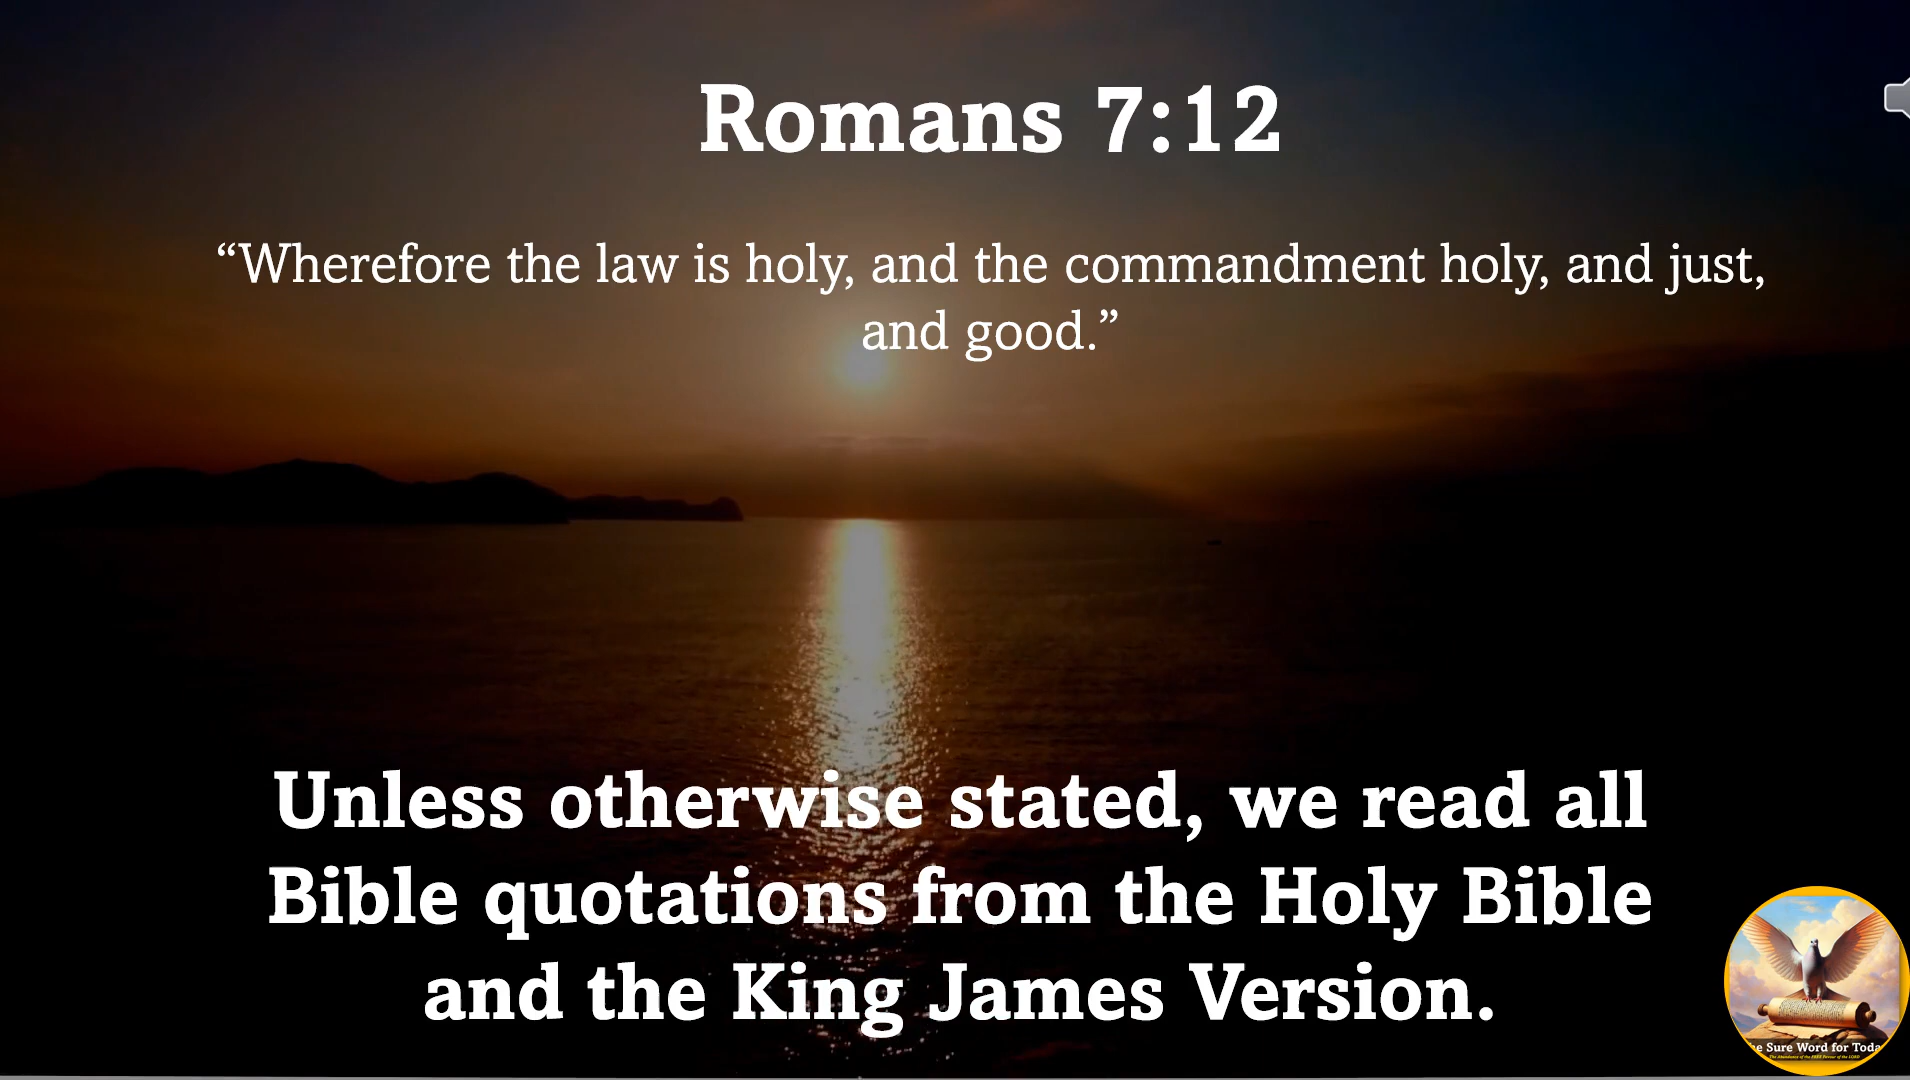 Romans 7:12
“Wherefore the law is holy, and the commandment holy, and just,
and good.”
Unless otherwise stated, we read all
Bible quotations from the Holy Bible
and the King James Version.
e Sure Word for Toda